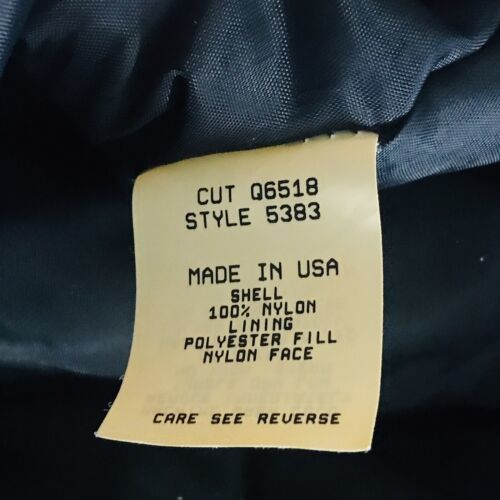 CUT Q6518
STYLE 5383
MADE IN USA
SHELL
100% NYLON
LINING
POLYESTER FILL
NYLON FACE
CARE SEE REVERSE